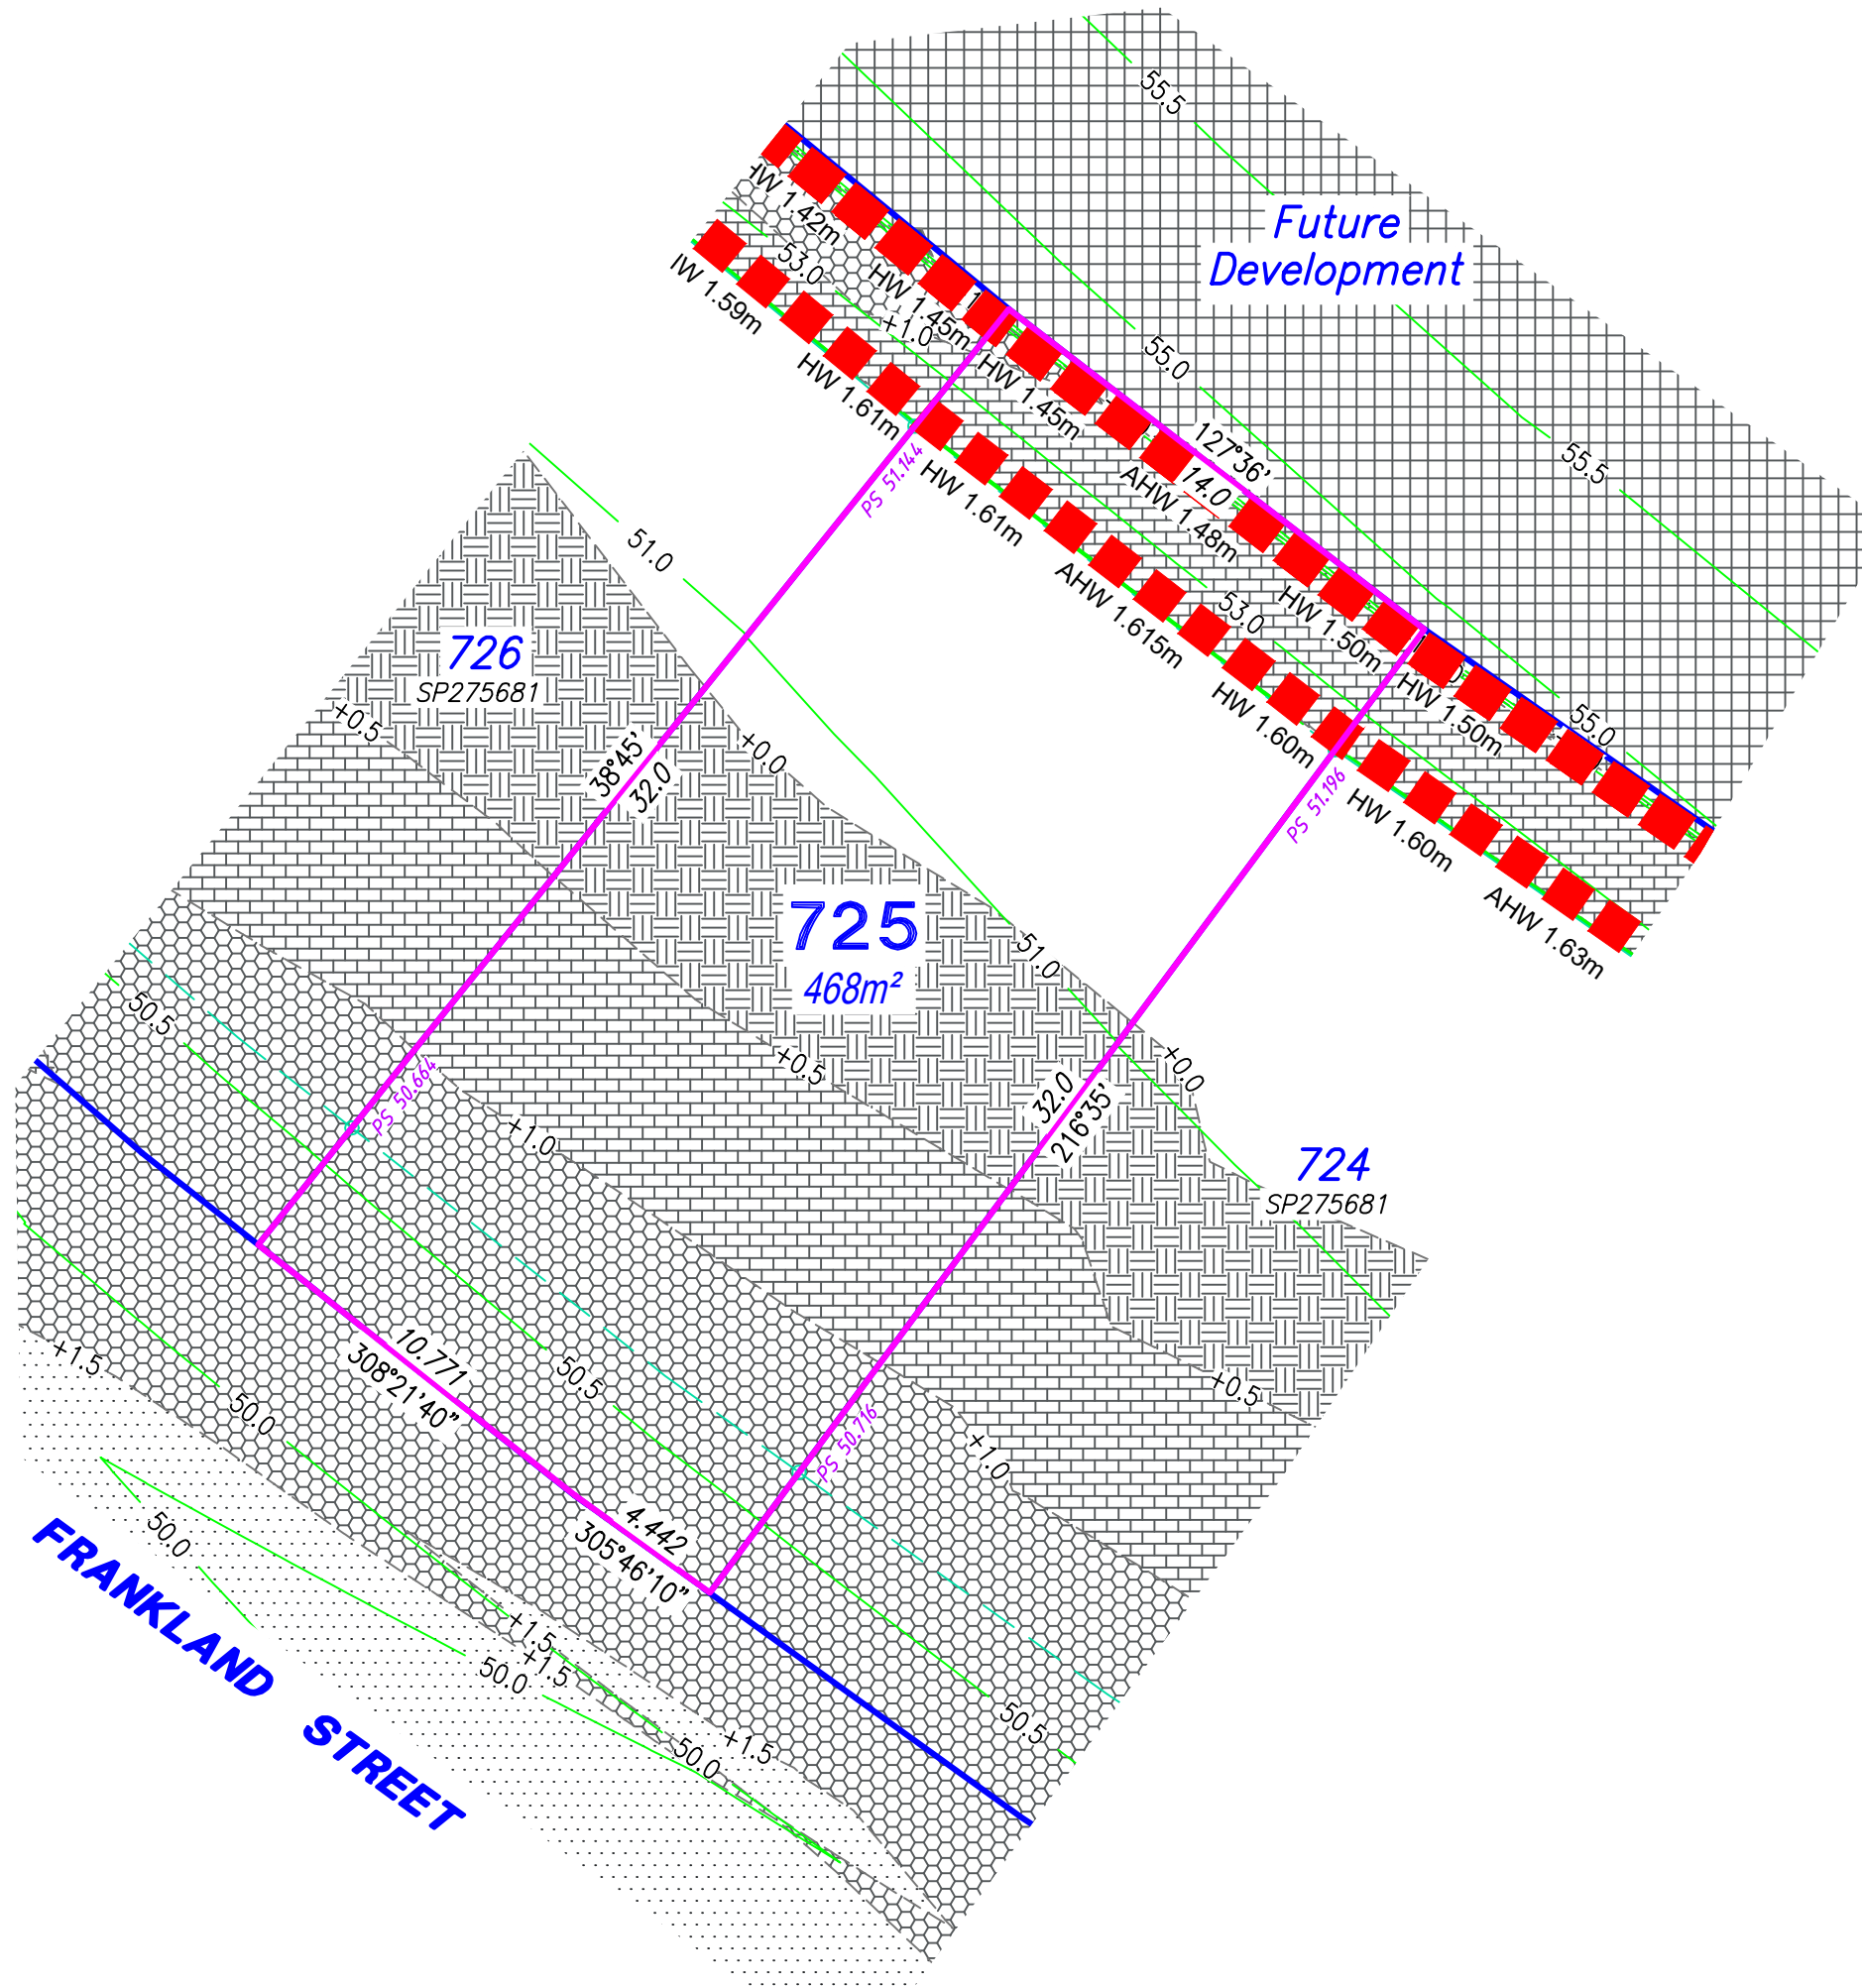 55.5
Future
Development
IW 1.42m
53.0
IW 1.59m
HW 1.45m
+1.0
55.0
HW 1.45m
HW 1.61m
127°36'
14.0
55.5
PS 51.144
HW 1.61m
AHW 1.48m
51.0
AHW 1.615m
53.0
HW 1.50m
726
SP275681
HW 1.60m
HW 1.50m
55.0
+0.5
+0.0
38°45'
32.0
PS 51.196
HW 1.60m
AHW 1.63m
725
468m²
51.0
50.5
PS 50.664
+0.5
+0.0
32.0
216°35'
+1.0
724
SP275681
+1.5
10.771
308°21'40"
50.0
50.5
+0.5
PS 50.716
+1.0
50.0
4.442
305°46'10"
FRANKLAND STREET
+1.5
+1.5
50.0
50.5
+1.5
50.0